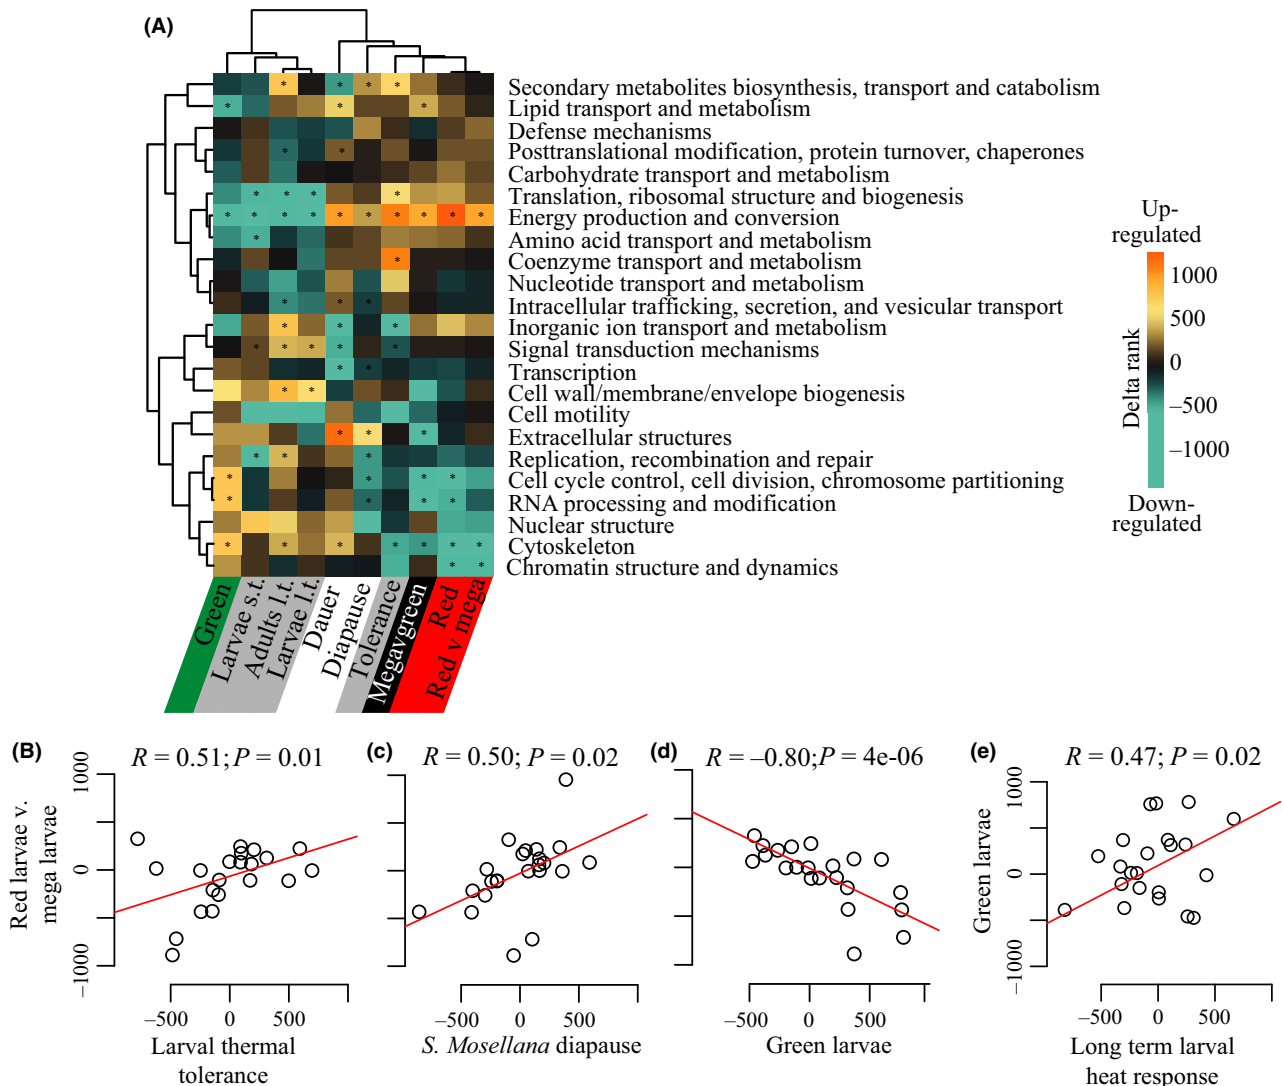 (A)
Secondary metabolites biosynthesis, transport and catabolism
Lipid transport and metabolism
Defense mechanisms
Posttranslational modification, protein turnover, chaperones
Carbohydrate transport and metabolism
Translation, ribosomal structure and biogenesis
Energy production and conversion
Amino acid transport and metabolism
Coenzyme transport and metabolism
Nucleotide transport and metabolism
Intracellular trafficking, secretion, and vesicular transport
Inorganic ion transport and metabolism
Signal transduction mechanisms
Transcription
Cell wall/membrane/envelope biogenesis
Cell motility
Extracellular structures
Replication, recombination and repair
Cell cycle control, cell division, chromosome partitioning
RNA processing and modification
Nuclear structure
Cytoskeleton
Chromatin structure and dynamics
Up-
regulated
1000
500
0
−500
−1000
Delta rank
Down-
regulated
Green
Larvae s.t.
Adults l.t.
Larvae l.t.
Dauer
Diapause
Tolerance
Megavgreen
Red
Red v mega
(B)
R = 0.51; P = 0.01
Red larvae v.
mega larvae
1000
0
−1000
−500
0
500
Larval thermal
tolerance
(c)
R = 0.50; P = 0.02
−500
0
500
S. Mosellana diapause
(d)
R = −0.80; P = 4e-06
−500
0
500
Green larvae
(e)
R = 0.47; P = 0.02
Green larvae
1000
0
−1000
−500
0
500
Long term larval
heat response